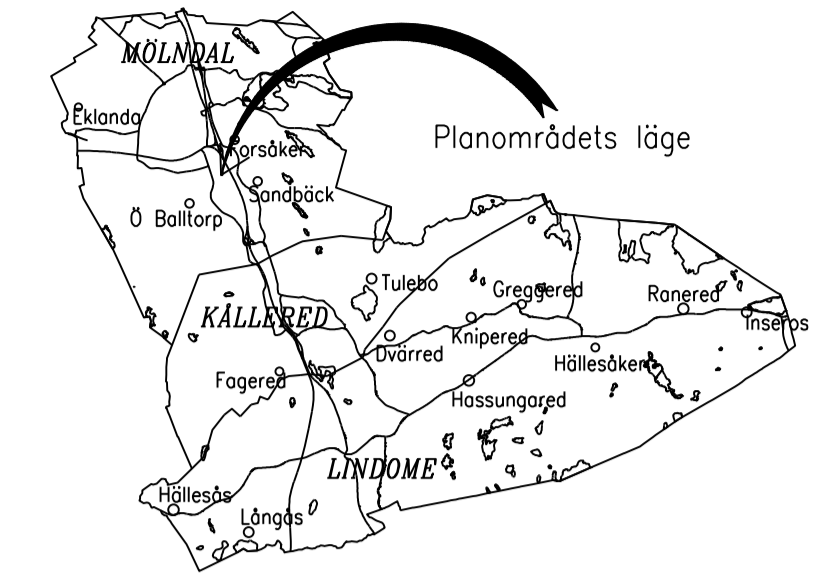 MÖLNDAL
Eklanda
Forsåker
Planområdets läge
Sandbäck
Ö Balltorp
Tulebo
Greggered
Ranered
Inseros
KÅLLERED
Knipered
Dvärred
Hällesåker
Fagered
Hassungared
LINDOME
Hällesås
Långås